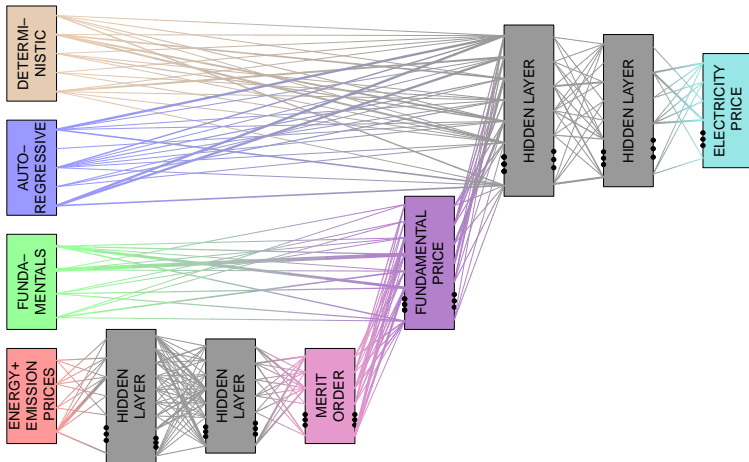 DETERMI–
NISTIC
AUTO–
REGRESSIVE
FUNDA–
MENTALS
ENERGY+
EMISSION
PRICES
HIDDEN
LAYER
HIDDEN
LAYER
MERIT
ORDER
FUNDAMENTAL
PRICE
HIDDEN LAYER
HIDDEN LAYER
ELECTRICITY
PRICE